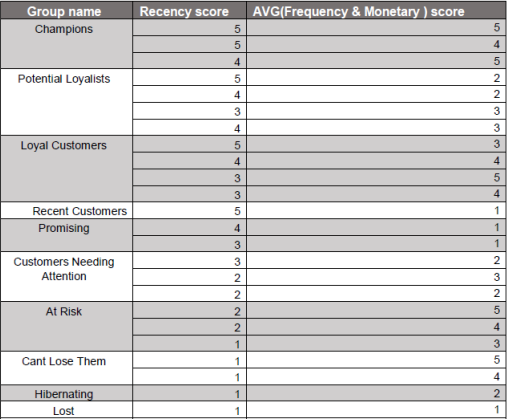 Group name Recency score AVG(Frequency & Monetary ) score
Champions 5 5
5 4
4 5
Potential Loyalists 5 2
4 2
3 3
4 3
Loyal Customers 5 3
4 4
3 5
3 4
Recent Customers 5 1
Promising 4 1
3 1
Customers Needing Attention 3 2
2 3
2 2
At Risk 2 5
2 4
1 3
Cant Lose Them 1 5
1 4
Hibernating 1 2
Lost 1 1